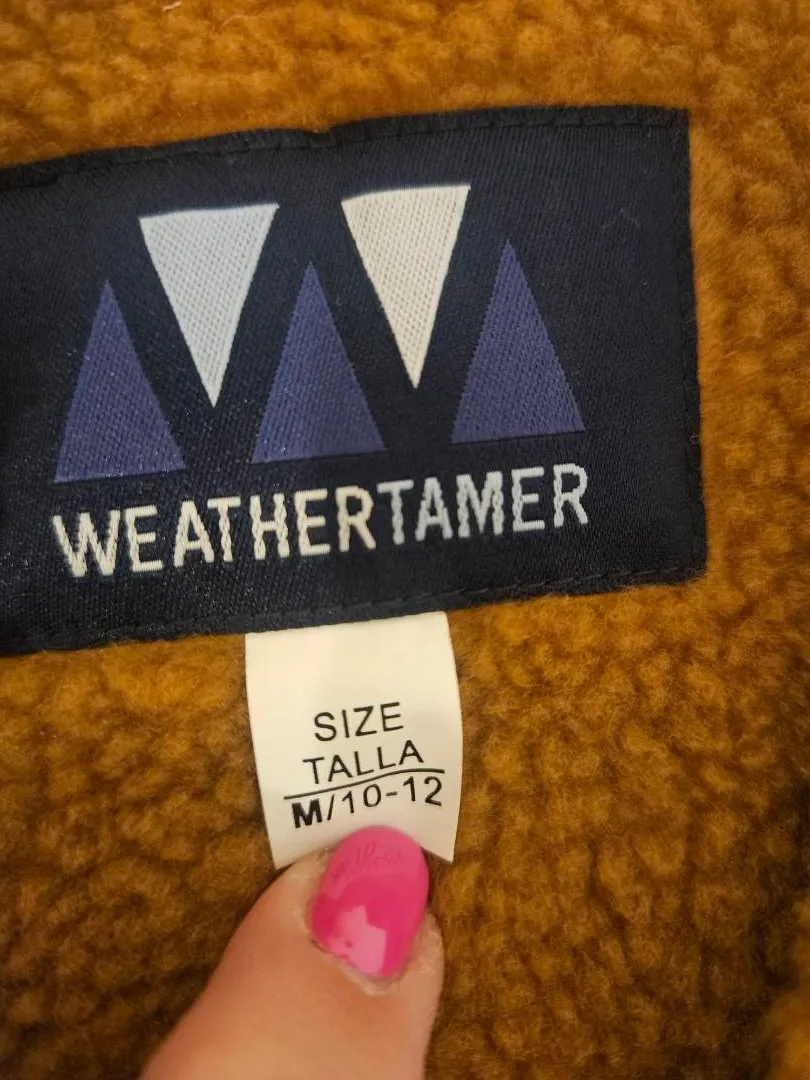 WEATHERTAMER
SIZE
TALLA
M/10-12